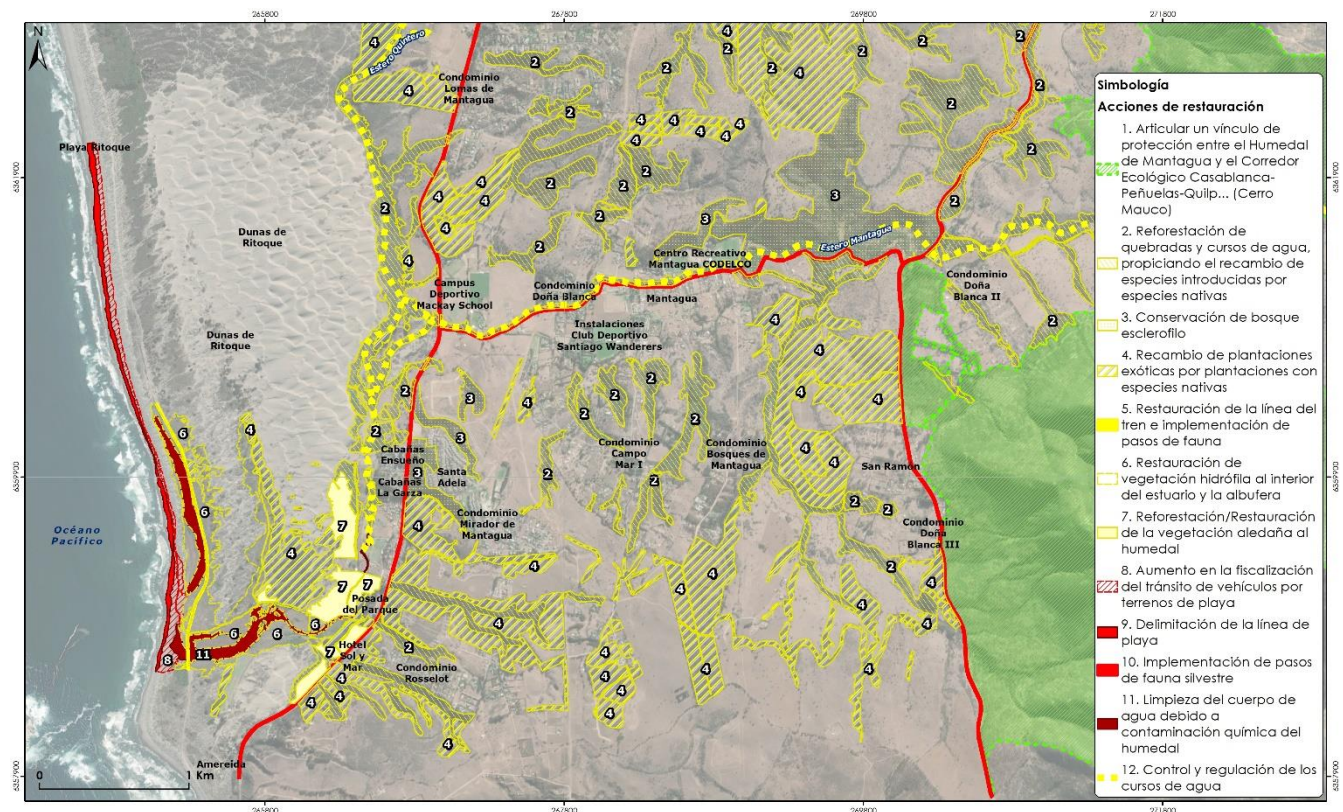 265800
267800
269800
271800
N
Estero Quintero
Condominio
Lomas de
Mantagua
Playa Ritoque
6361900
6361900
Dunas de
Ritoque
Estero Mantagua
Centro Recreativo
Mantagua CODELCO
Campus
Deportivo
Mackay School
Condominio
Doña Blanca
Mantagua
Condominio
Doña
Blanca II
Dunas de
Ritoque
Instalaciones
Club Deportivo
Santiago Wanderers
Cabañas
Ensueño
Cabañas
La Garza
Santa
Adela
Condominio
Campo
Mar I
Condominio
Bosques de
Mantagua
San Ramón
6359900
6359900
Océano
Pacífico
Condominio
Mirador de
Mantagua
Condominio
Doña
Blanca III
Posada
del Parque
Hotel
Sol y
Mar
Condominio
Rosselot
Amereida
0 1
Km
6357900
6357900
265800
267800
269800
271800
Simbología
Acciones de restauración
1. Articular un vínculo de
protección entre el Humedal
de Mantagua y el Corredor
Ecológico Casablanca-
Peñuelas-Quilp... (Cerro
Mauco)
2. Reforestación de
quebradas y cursos de agua,
propiciando el recambio de
especies introducidas por
especies nativas
3. Conservación de bosque
esclerofilo
4. Recambio de plantaciones
exóticas por plantaciones con
especies nativas
5. Restauración de la línea del
tren e implementación de
pasos de fauna
6. Restauración de
vegetación hidrófila al interior
del estuario y la albufera
7. Reforestación/Restauración
de la vegetación aledaña al
humedal
8. Aumento en la fiscalización
del tránsito de vehículos por
terrenos de playa
9. Delimitación de la línea de
playa
10. Implementación de pasos
de fauna silvestre
11. Limpieza del cuerpo de
agua debido a
contaminación química del
humedal
12. Control y regulación de los
cursos de agua